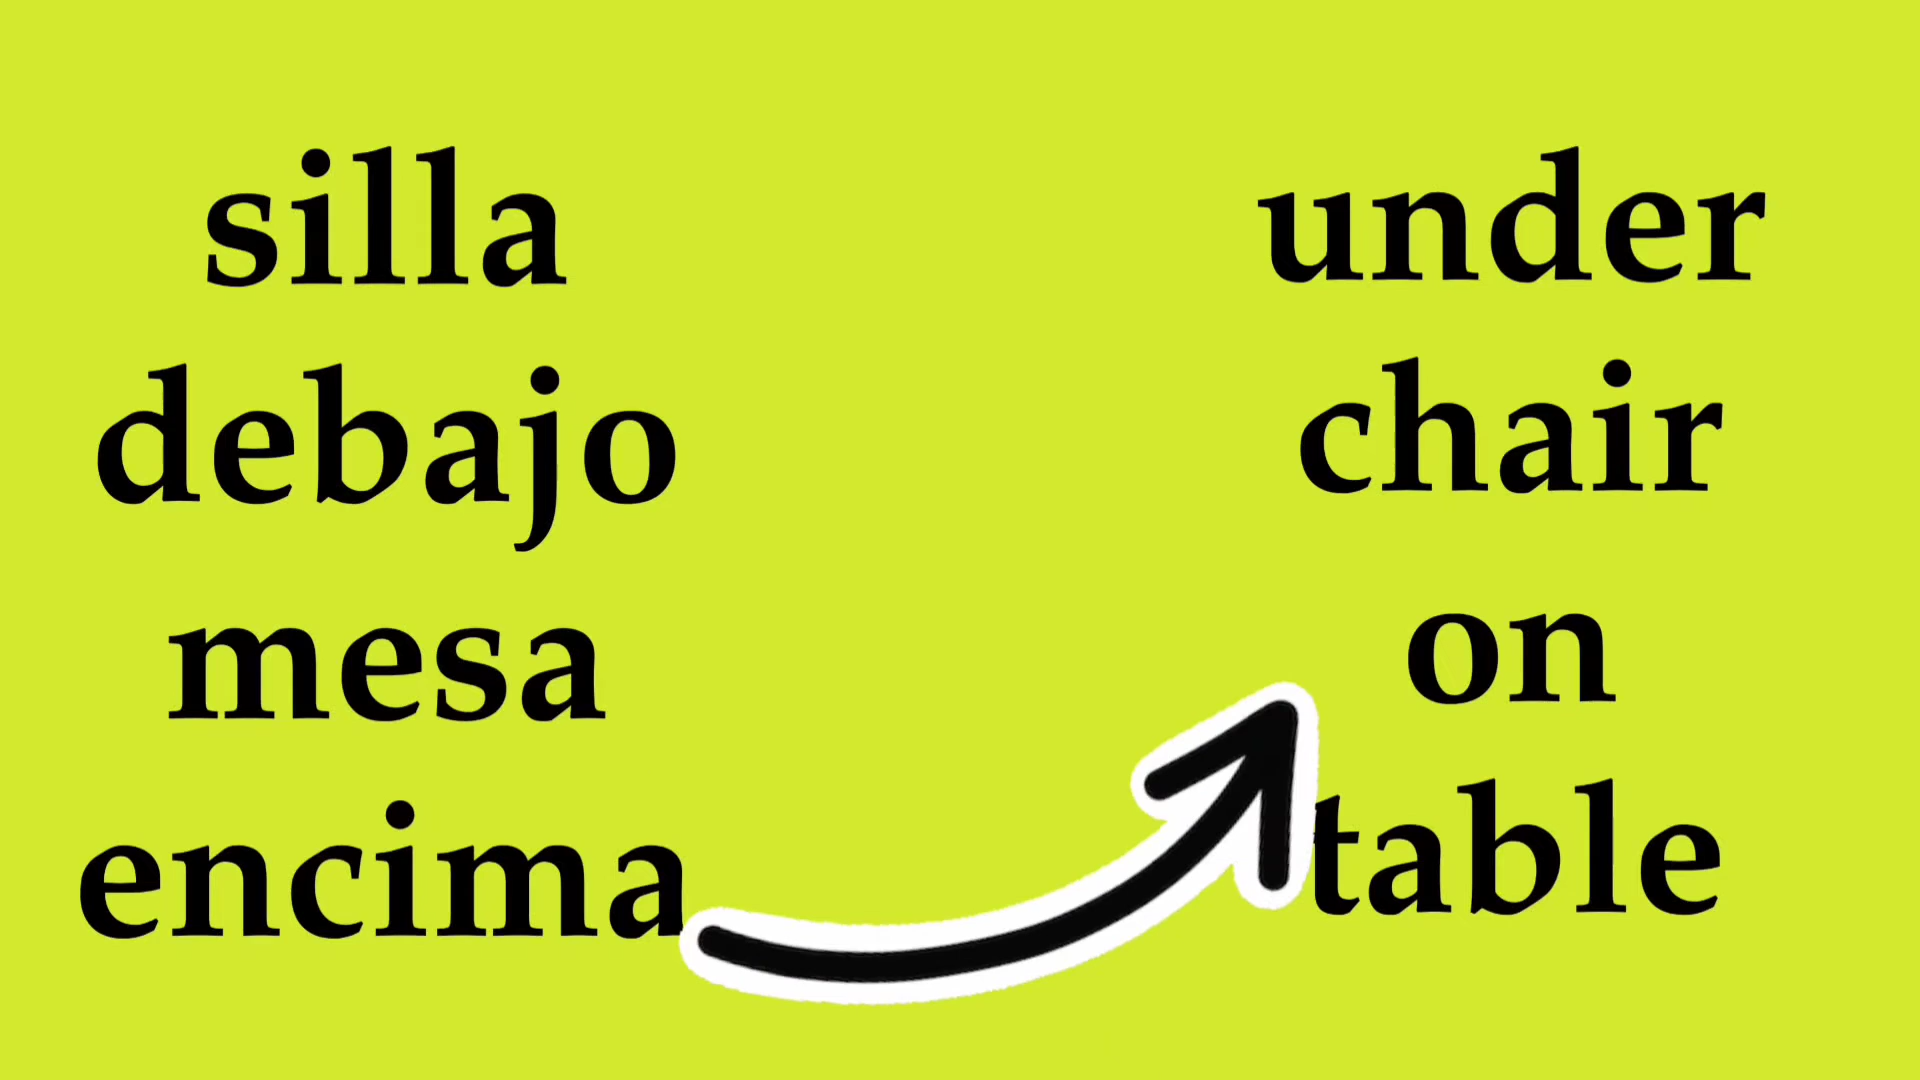 silla
debajo
mesa
encima
under
chair
on
table